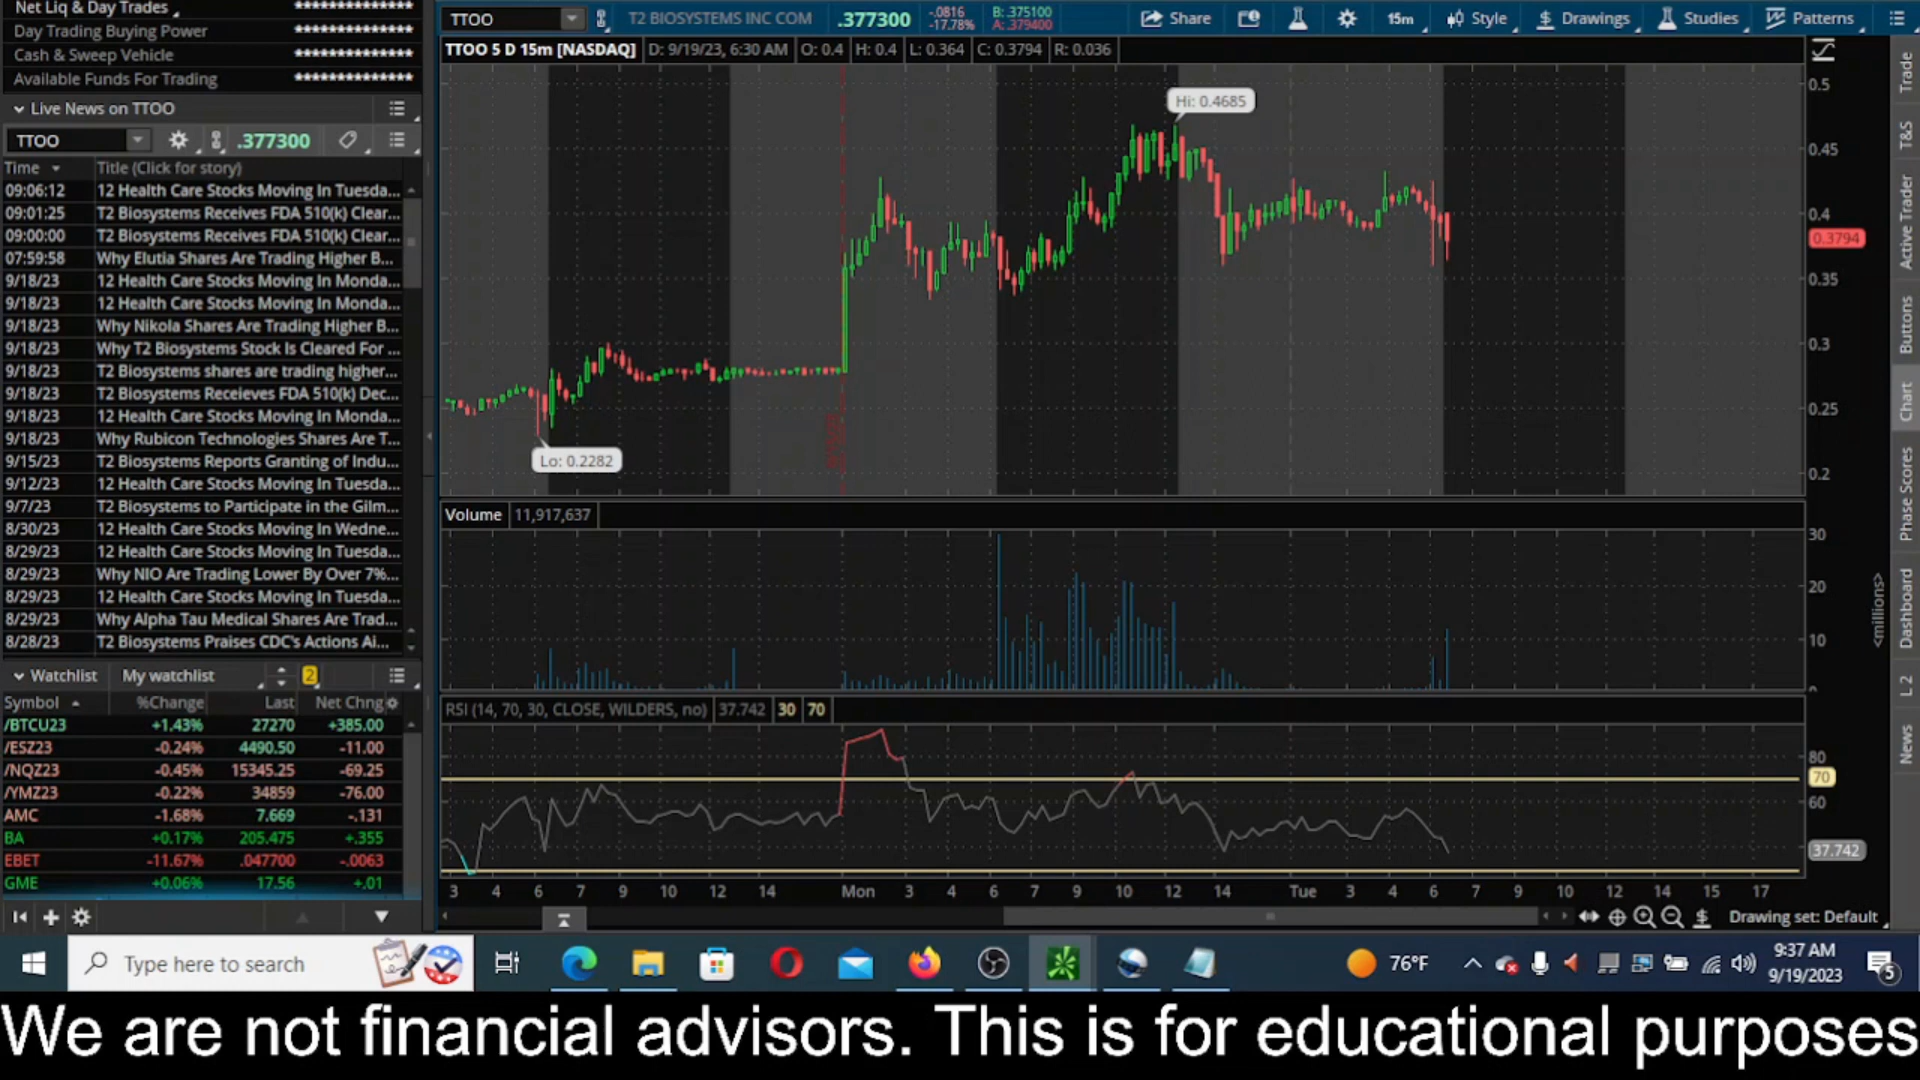 Net Liq & Day Trades
**************
Day Trading Buying Power
**************
Cash & Sweep Vehicle
**************
Available Funds For Trading
**************
Live News on TTOO
TTOO
.377300
Time
Title (Click for story)
09:06:12 12 Health Care Stocks Moving In Tuesda...
09:01:25 T2 Biosystems Receives FDA 510(k) Clear...
09:00:00 T2 Biosystems Receives FDA 510(k) Clear...
07:59:58 Why Elutia Shares Are Trading Higher B...
9/18/23 12 Health Care Stocks Moving In Monda...
9/18/23 12 Health Care Stocks Moving In Monda...
9/18/23 Why Nikola Shares Are Trading Higher B...
9/18/23 Why T2 Biosystems Stock Is Cleared For ...
9/18/23 T2 Biosystems shares are trading higher...
9/18/23 T2 Biosystems Receieves FDA 510(k) Dec...
9/18/23 12 Health Care Stocks Moving In Monda...
9/18/23 Why Rubicon Technologies Shares Are T...
9/15/23 T2 Biosystems Reports Granting of Indu...
9/12/23 12 Health Care Stocks Moving In Tuesda...
9/7/23 T2 Biosystems to Participate in the Gilm...
8/30/23 12 Health Care Stocks Moving In Wedne...
8/29/23 12 Health Care Stocks Moving In Tuesda...
8/29/23 Why NIO Are Trading Lower By Over 7%...
8/29/23 12 Health Care Stocks Moving In Tuesda...
8/29/23 Why Alpha Tau Medical Shares Are Trad...
8/28/23 T2 Biosystems Praises CDC's Actions Ai...
Watchlist My watchlist 2
Symbol %Change Last Net Chng
/BTCU23 +1.43% 27270 +385.00
/ESZ23 -0.24% 4490.50 -11.00
/NQZ23 -0.45% 15345.25 -69.25
/YMZ23 -0.22% 34859 -76.00
AMC -1.68% 7.669 -.131
BA +0.17% 205.475 +.355
EBET -11.67% .047700 -.0063
GME +0.06% 17.56 +.01
TTOO
T2 BIOSYSTEMS INC COM
.377300
-.0816
-17.78%
B: .375100
A: .379400
Share
15m
Style
Drawings
Studies
Patterns
TTOO 5 D 15m [NASDAQ] D: 9/19/23, 6:30 AM O: 0.4 H: 0.4 L: 0.364 C: 0.3794 R: 0.036
Hi: 0.4685
Lo: 0.2282
0.5
0.45
0.4
0.3794
0.35
0.3
0.25
0.2
Volume 11,917,637
30
20
10
<millions>
RSI (14, 70, 30, CLOSE, WILDERS, no) 37.742 30 70
80
70
60
37.742
3 4 6 7 9 10 12 14 Mon 3 4 6 7 9 10 12 14 Tue 3 4 6 7 9 10 12 14 15 17
Drawing set: Default
Trade
T&S
Active Trader
Buttons
Chart
Phase Scores
Dashboard
L 2
News
Type here to search
76°F
9:37 AM
9/19/2023
5
We are not financial advisors. This is for educational purposes